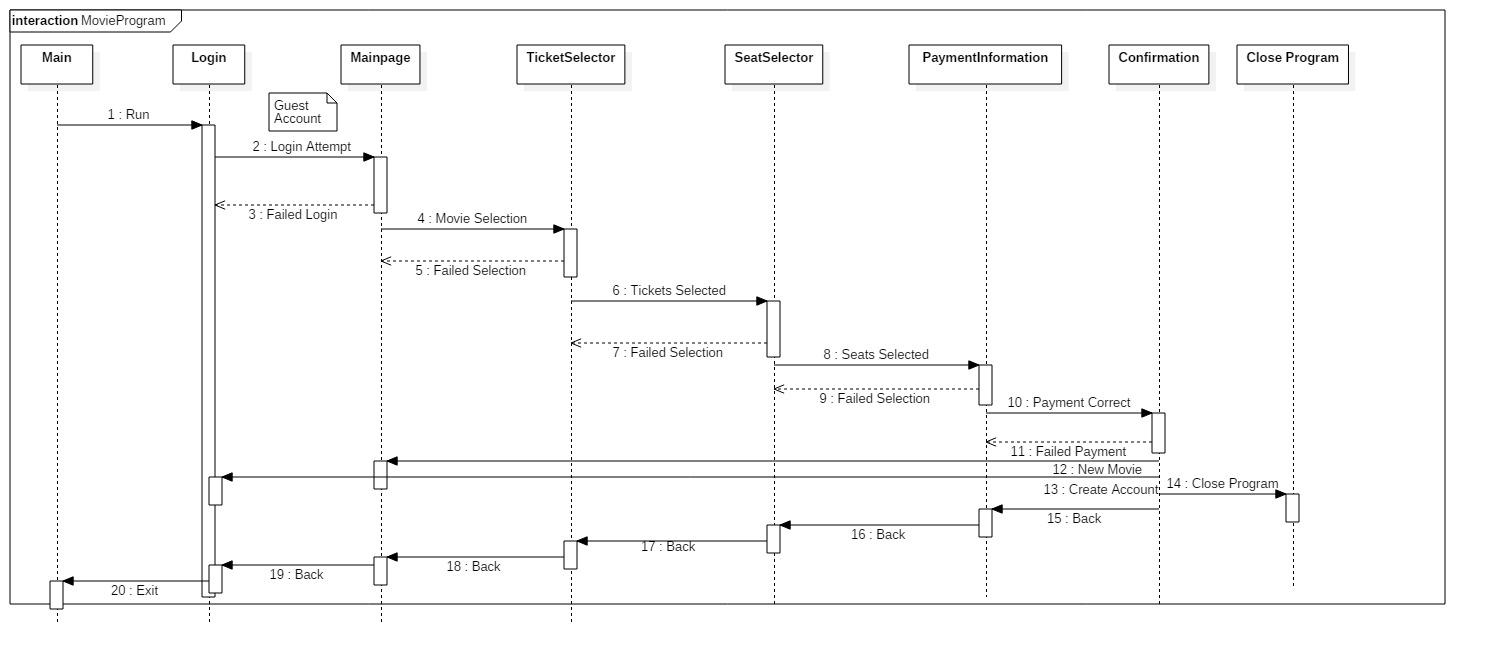 interaction MovieProgram
Main
Login
Mainpage
TicketSelector
SeatSelector
PaymentInformation
Confirmation
Close Program
Guest
Account
1 : Run
2 : Login Attempt
3 : Failed Login
4 : Movie Selection
5 : Failed Selection
6 : Tickets Selected
7 : Failed Selection
8 : Seats Selected
9 : Failed Selection
10 : Payment Correct
11 : Failed Payment
12 : New Movie
13 : Create Account
14 : Close Program
15 : Back
16 : Back
17 : Back
18 : Back
19 : Back
20 : Exit